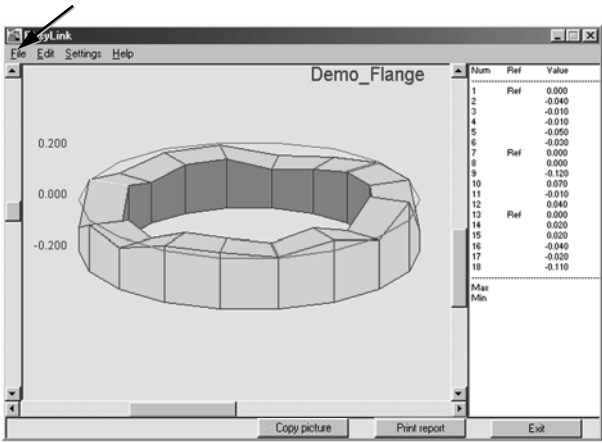 EasyLink
File Edit Settings Help
Demo_Flange
0.200
0.000
-0.200
Num Ref Value
1 Ref 0.000
2 -0.040
3 -0.010
4 -0.010
5 -0.050
6 -0.030
7 Ref 0.000
8 0.000
9 -0.120
10 0.070
11 -0.010
12 0.040
13 Ref 0.000
14 0.020
15 0.020
16 -0.040
17 -0.020
18 -0.110
Max
Min
Copy picture Print report Exit